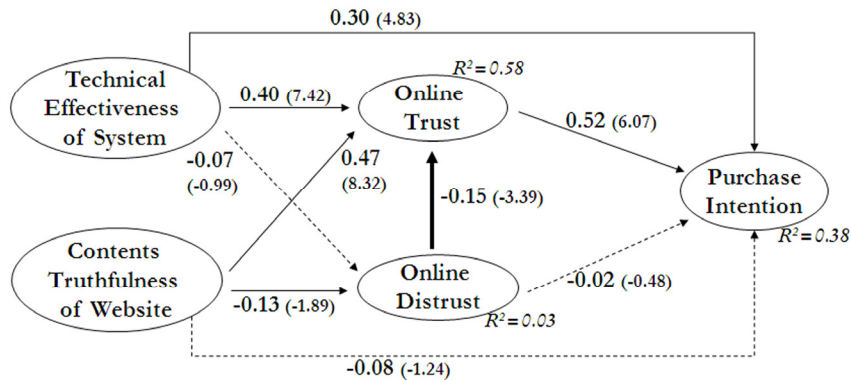 0.30 (4.83)
Technical
Effectiveness
of System
0.40 (7.42)
Online
Trust
R² = 0.58
0.52 (6.07)
-0.07
(-0.99)
0.47
(8.32)
-0.15 (-3.39)
Purchase
Intention
R² = 0.38
Contents
Truthfulness
of Website
-0.13 (-1.89)
Online
Distrust
R² = 0.03
-0.02 (-0.48)
-0.08 (-1.24)